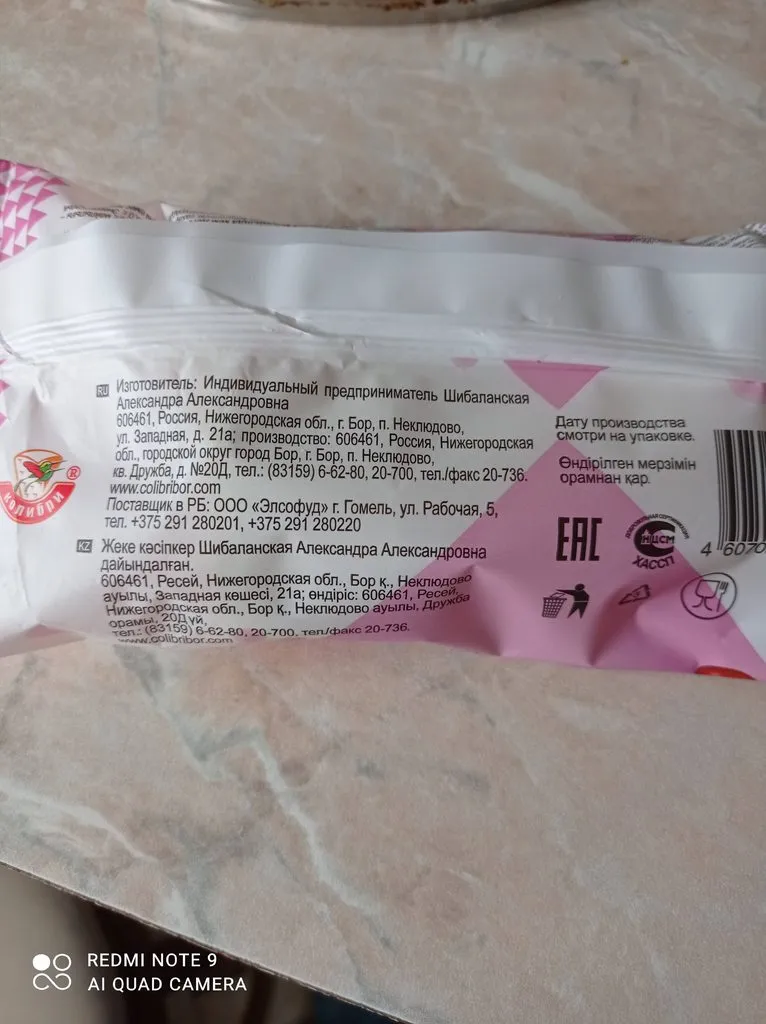 RU Изготовитель: Индивидуальный предприниматель Шибаланская
Александра Александровна
606461, Россия, Нижегородская обл., г. Бор, п. Неклюдово,
ул. Западная, д. 21а; производство: 606461, Россия, Нижегородская
обл., городской округ город Бор, г. Бор, п. Неклюдово,
кв. Дружба, д. №20Д, тел.: (83159) 6-62-80, 20-700, тел./факс 20-736.
www.colibribor.com
Поставщик в РБ: ООО «Элсофуд» г. Гомель, ул. Рабочая, 5,
тел. +375 291 280201, +375 291 280220
KZ Жеке кәсіпкер Шибаланская Александра Александровна
дайындалған.
606461, Ресей, Нижегородская обл., Бор қ., Неклюдово
ауылы, Западная көшесі, 21а; өндіріс: 606461, Ресей,
Нижегородская обл., Бор қ., Неклюдово ауылы, Дружба
орамы, 20Д үй,
тел.: (83159) 6-62-80, 20-700, тел/факс 20-736.
www.colibribor.com
колибри ®
Дату производства
смотри на упаковке.
Өндірілген мерзімін
орамнан қар.
EAC
ДОБРОВОЛЬНАЯ СЕРТИФИКАЦИЯ
НЦСМ
ХАССП
4 6070
REDMI NOTE 9
AI QUAD CAMERA